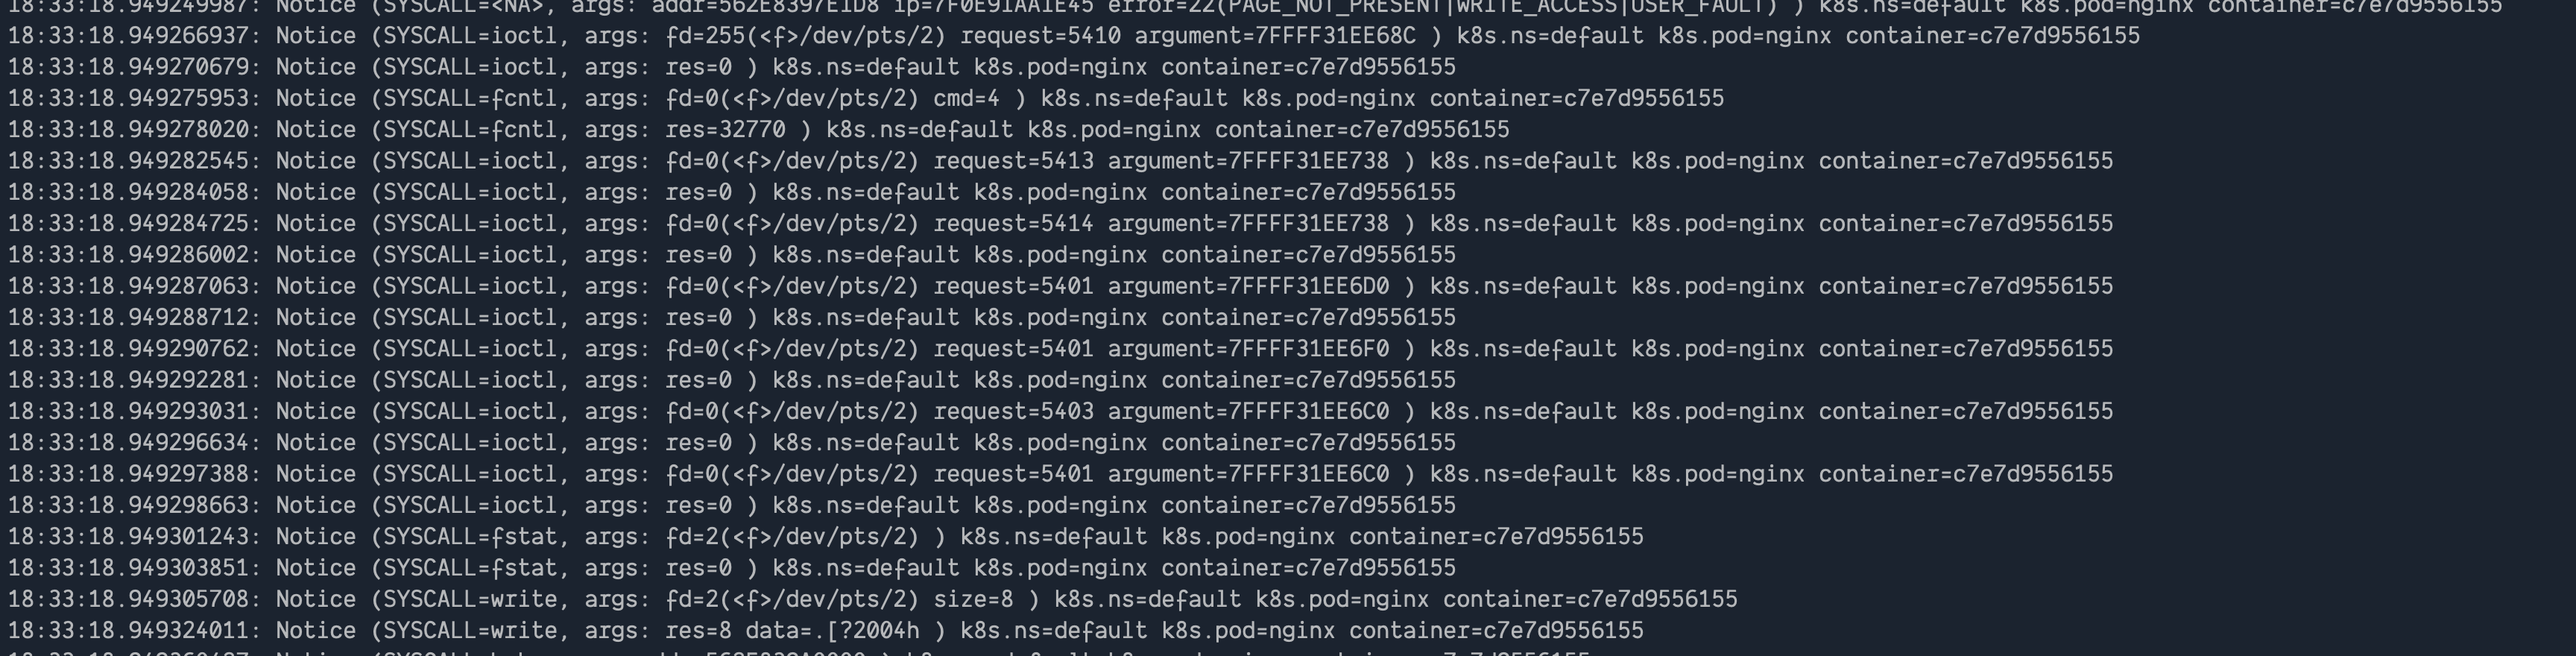 18:33:18.949249987: Notice (SYSCALL=<NA>, args: addr=562E8397E1D8 ip=7F0E91AA1E45 error=22(PAGE_NOT_PRESENT|WRITE_ACCESS|USER_FAULT) ) k8s.ns=default k8s.pod=nginx container=c7e7d9556155
18:33:18.949266937: Notice (SYSCALL=ioctl, args: fd=255(<f>/dev/pts/2) request=5410 argument=7FFFF31EE68C ) k8s.ns=default k8s.pod=nginx container=c7e7d9556155
18:33:18.949270679: Notice (SYSCALL=ioctl, args: res=0 ) k8s.ns=default k8s.pod=nginx container=c7e7d9556155
18:33:18.949275953: Notice (SYSCALL=fcntl, args: fd=0(<f>/dev/pts/2) cmd=4 ) k8s.ns=default k8s.pod=nginx container=c7e7d9556155
18:33:18.949278020: Notice (SYSCALL=fcntl, args: res=32770 ) k8s.ns=default k8s.pod=nginx container=c7e7d9556155
18:33:18.949282545: Notice (SYSCALL=ioctl, args: fd=0(<f>/dev/pts/2) request=5413 argument=7FFFF31EE738 ) k8s.ns=default k8s.pod=nginx container=c7e7d9556155
18:33:18.949284058: Notice (SYSCALL=ioctl, args: res=0 ) k8s.ns=default k8s.pod=nginx container=c7e7d9556155
18:33:18.949284725: Notice (SYSCALL=ioctl, args: fd=0(<f>/dev/pts/2) request=5414 argument=7FFFF31EE738 ) k8s.ns=default k8s.pod=nginx container=c7e7d9556155
18:33:18.949286002: Notice (SYSCALL=ioctl, args: res=0 ) k8s.ns=default k8s.pod=nginx container=c7e7d9556155
18:33:18.949287063: Notice (SYSCALL=ioctl, args: fd=0(<f>/dev/pts/2) request=5401 argument=7FFFF31EE6D0 ) k8s.ns=default k8s.pod=nginx container=c7e7d9556155
18:33:18.949288712: Notice (SYSCALL=ioctl, args: res=0 ) k8s.ns=default k8s.pod=nginx container=c7e7d9556155
18:33:18.949290762: Notice (SYSCALL=ioctl, args: fd=0(<f>/dev/pts/2) request=5401 argument=7FFFF31EE6F0 ) k8s.ns=default k8s.pod=nginx container=c7e7d9556155
18:33:18.949292281: Notice (SYSCALL=ioctl, args: res=0 ) k8s.ns=default k8s.pod=nginx container=c7e7d9556155
18:33:18.949293031: Notice (SYSCALL=ioctl, args: fd=0(<f>/dev/pts/2) request=5403 argument=7FFFF31EE6C0 ) k8s.ns=default k8s.pod=nginx container=c7e7d9556155
18:33:18.949296634: Notice (SYSCALL=ioctl, args: res=0 ) k8s.ns=default k8s.pod=nginx container=c7e7d9556155
18:33:18.949297388: Notice (SYSCALL=ioctl, args: fd=0(<f>/dev/pts/2) request=5401 argument=7FFFF31EE6C0 ) k8s.ns=default k8s.pod=nginx container=c7e7d9556155
18:33:18.949298663: Notice (SYSCALL=ioctl, args: res=0 ) k8s.ns=default k8s.pod=nginx container=c7e7d9556155
18:33:18.949301243: Notice (SYSCALL=fstat, args: fd=2(<f>/dev/pts/2) ) k8s.ns=default k8s.pod=nginx container=c7e7d9556155
18:33:18.949303851: Notice (SYSCALL=fstat, args: res=0 ) k8s.ns=default k8s.pod=nginx container=c7e7d9556155
18:33:18.949305708: Notice (SYSCALL=write, args: fd=2(<f>/dev/pts/2) size=8 ) k8s.ns=default k8s.pod=nginx container=c7e7d9556155
18:33:18.949324011: Notice (SYSCALL=write, args: res=8 data=.[?2004h ) k8s.ns=default k8s.pod=nginx container=c7e7d9556155